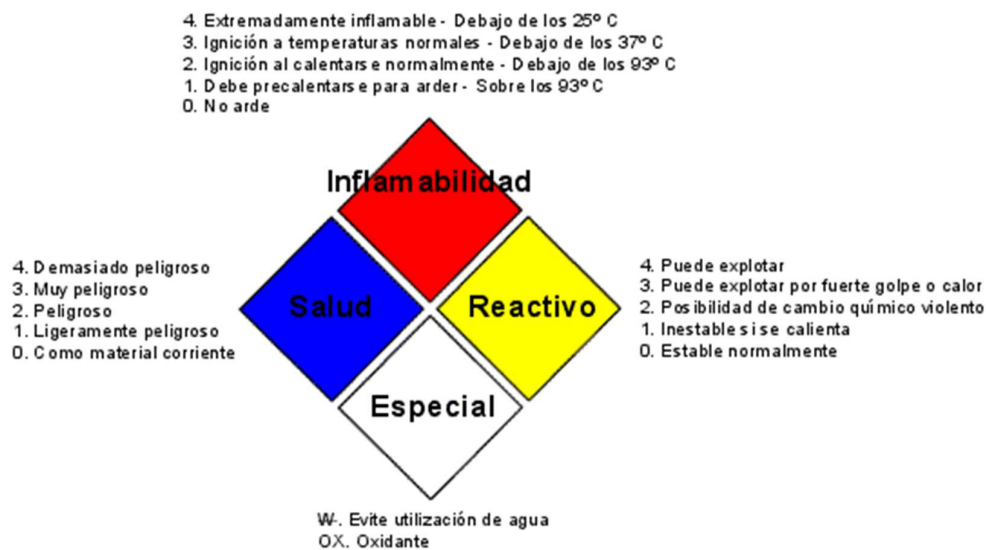 4. Extremadamente inflamable - Debajo de los 25º C
3. Ignición a temperaturas normales - Debajo de los 37º C
2. Ignición al calentarse normalmente - Debajo de los 93º C
1. Debe precalentarse para arder - Sobre los 93º C
0. No arde
Inflamabilidad
4. Demasiado peligroso
3. Muy peligroso
2. Peligroso
1. Ligeramente peligroso
0. Como material corriente
Salud
Reactivo
4. Puede explotar
3. Puede explotar por fuerte golpe o calor
2. Posibilidad de cambio químico violento
1. Inestable si se calienta
0. Estable normalmente
Especial
W-. Evite utilización de agua
OX. Oxidante